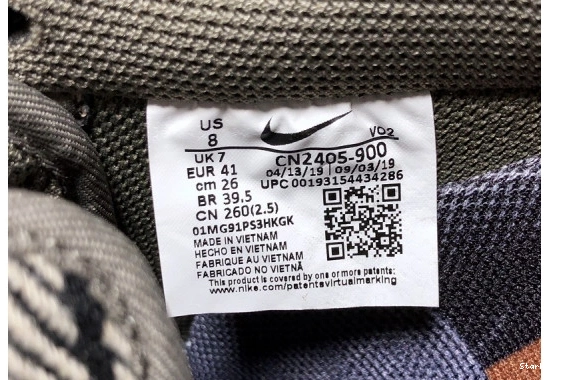 US
8
VO2
UK 7
CN2405-900
EUR 41
04/13/19 | 09/03/19
cm 26
UPC 00193154434286
BR 39.5
CN 260(2.5)
01MG91PS3HKGK
MADE IN VIETNAM
HECHO EN VIETNAM
FABRIQUE AU VIETNAM
FABRICADO NO VIETNÃ
This product is covered by one or more patents:
www.nike.com/patentsvirtualmarking